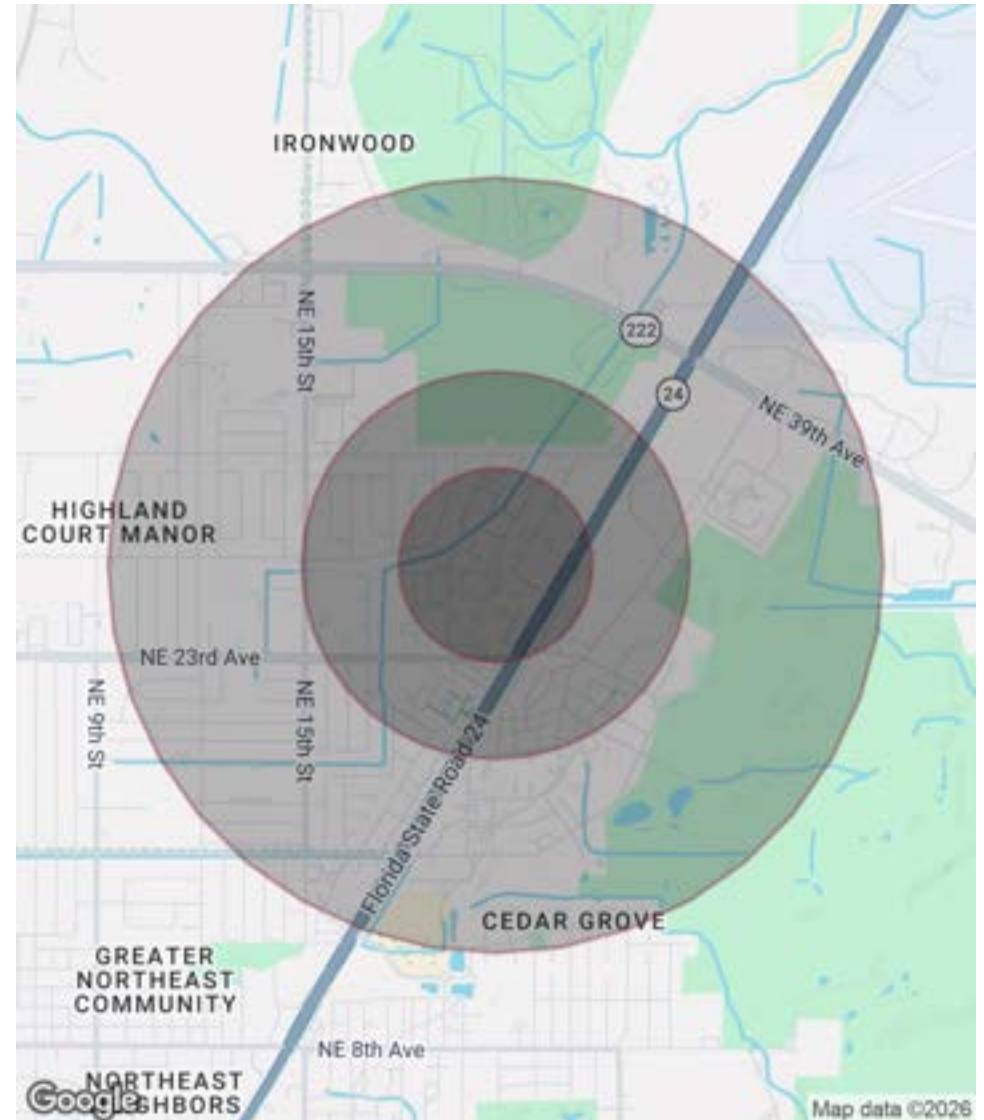 IRONWOOD
NE 15th St
222
24
NE 39th Ave
HIGHLAND
COURT MANOR
NE 23rd Ave
NE 9th St
NE 15th St
Florida State Road 24
CEDAR GROVE
GREATER
NORTHEAST
COMMUNITY
NE 8th Ave
NORTHEAST
Google
GHBORS
Map data ©2026